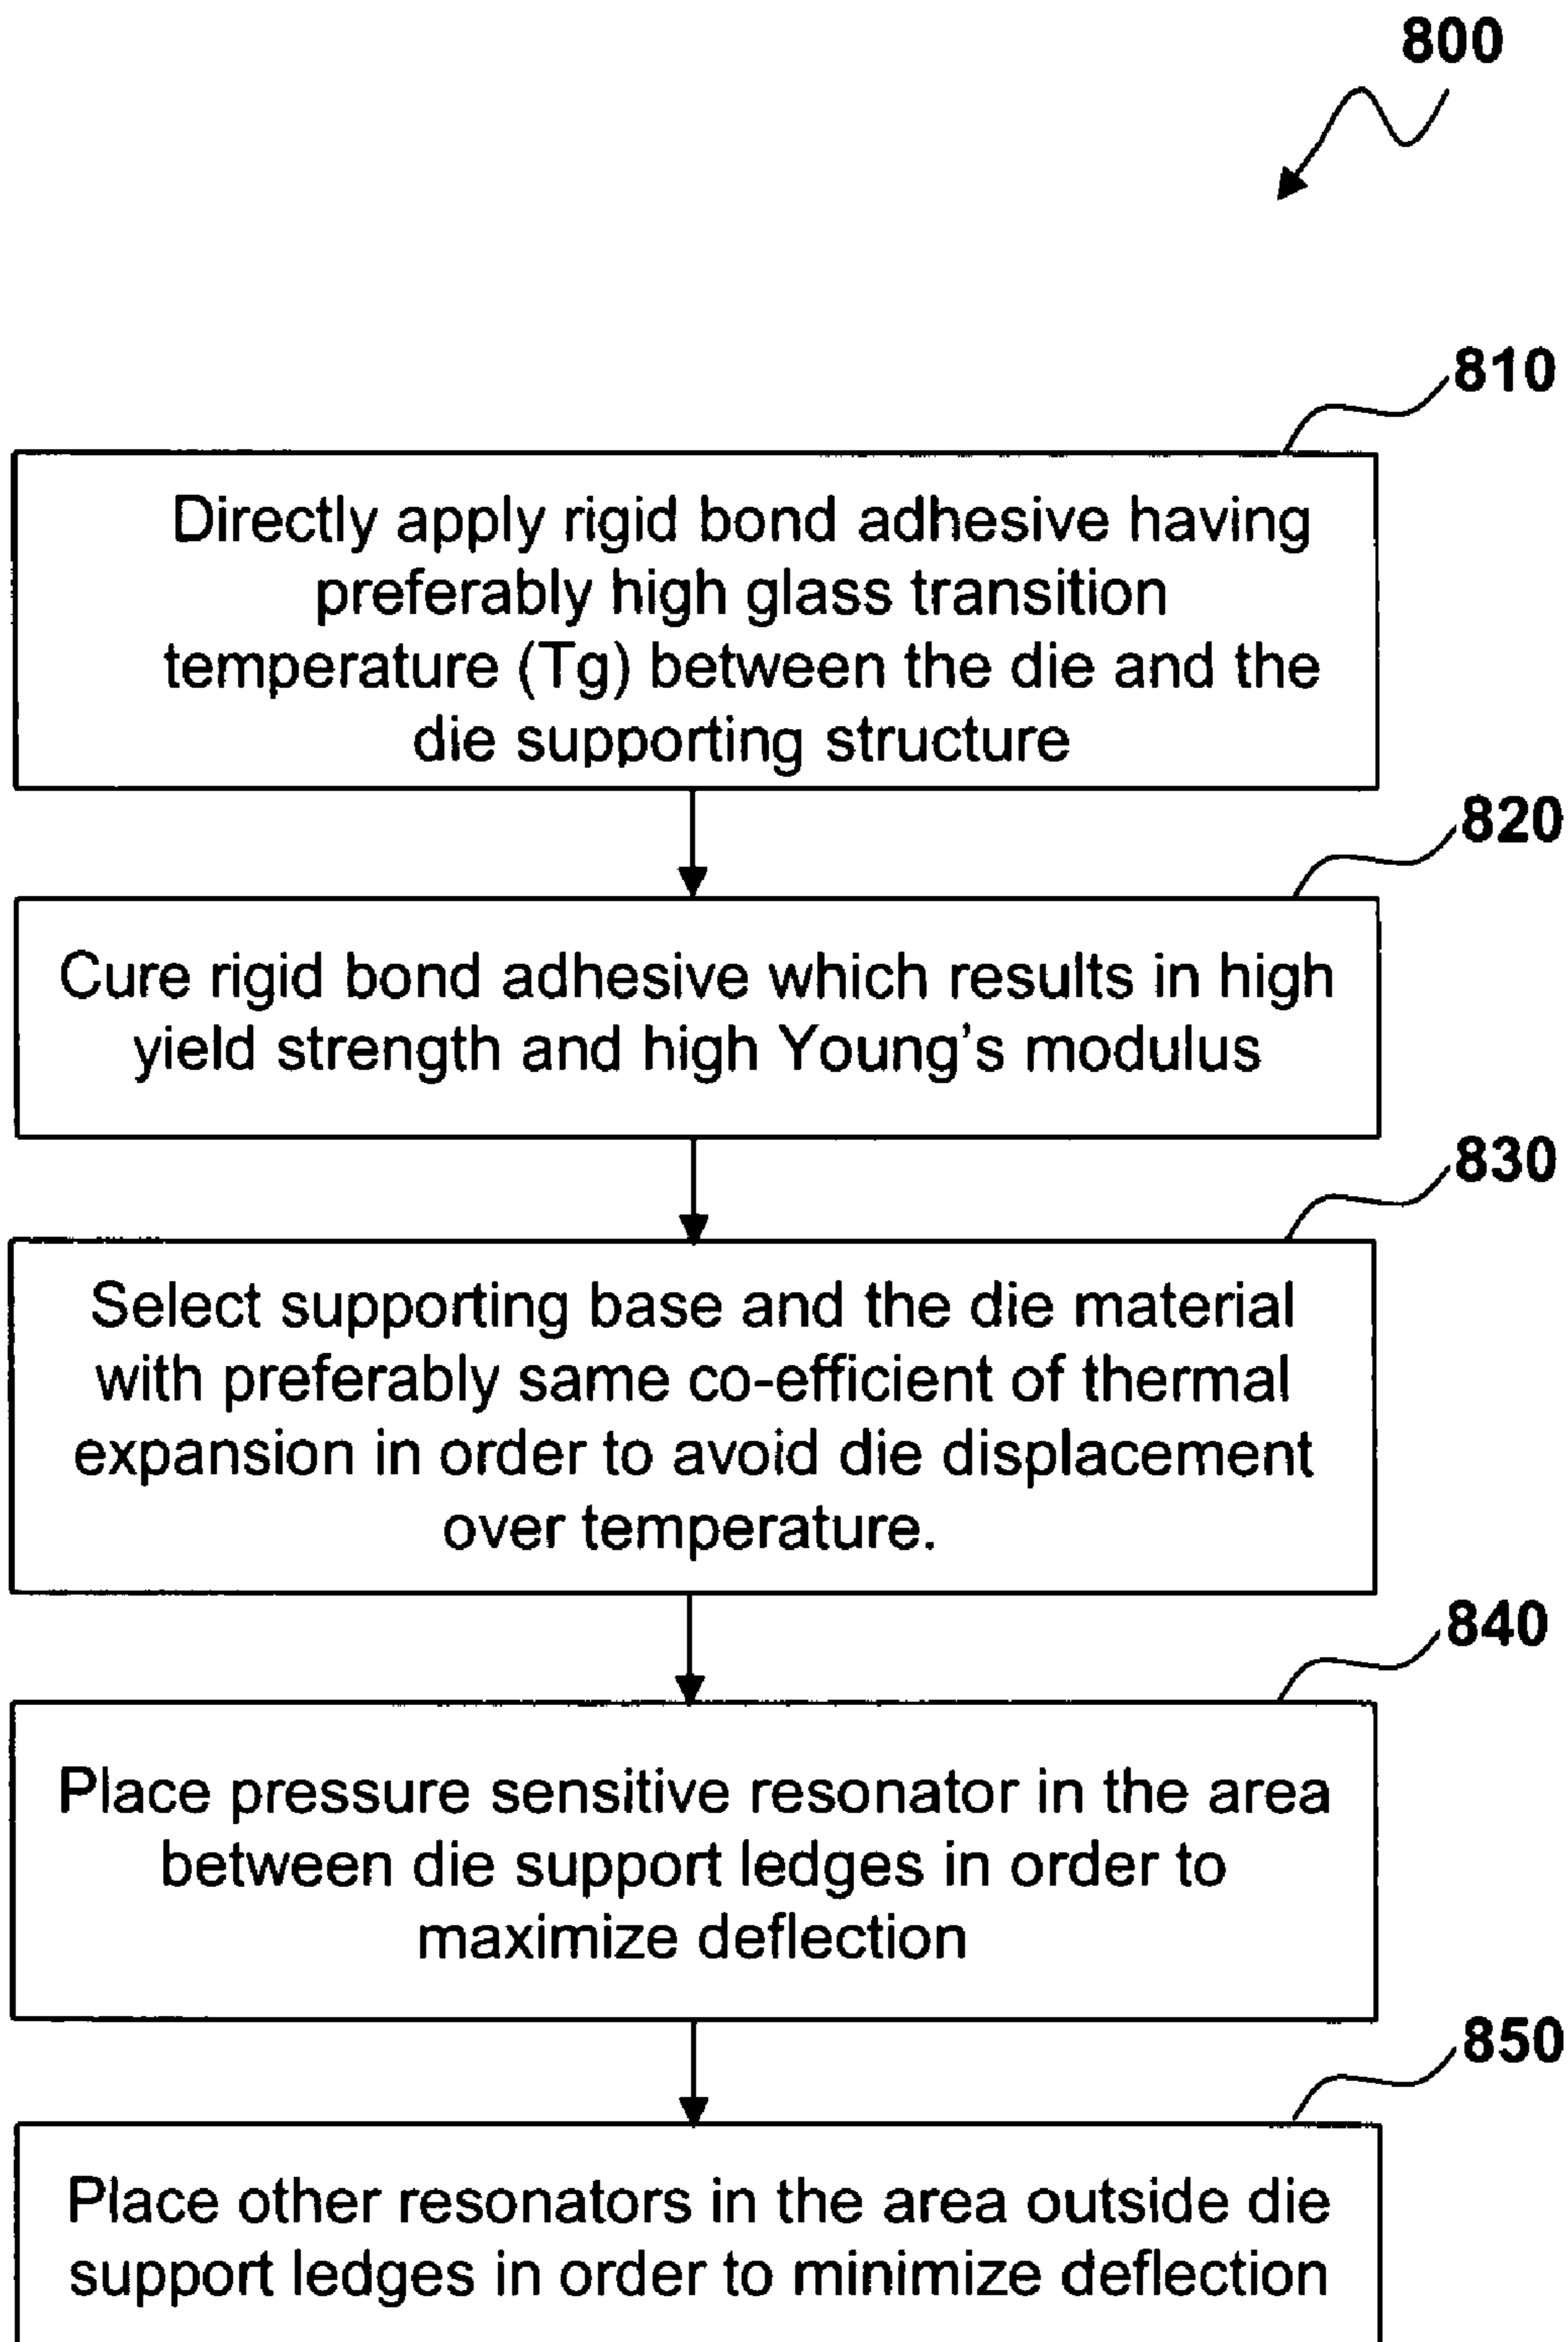 800
810
Directly apply rigid bond adhesive having
preferably high glass transition
temperature (Tg) between the die and the
die supporting structure
820
Cure rigid bond adhesive which results in high
yield strength and high Young's modulus
830
Select supporting base and the die material
with preferably same co-efficient of thermal
expansion in order to avoid die displacement
over temperature.
840
Place pressure sensitive resonator in the area
between die support ledges in order to
maximize deflection
850
Place other resonators in the area outside die
support ledges in order to minimize deflection